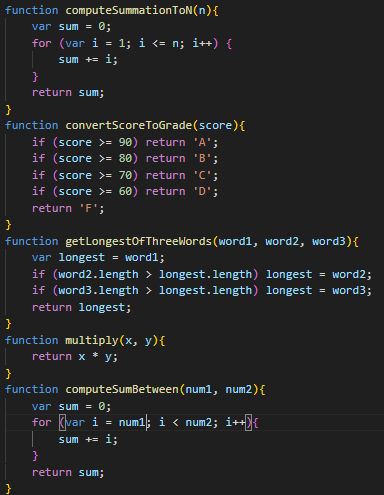 function computeSummationToN(n){
    var sum = 0;
    for (var i = 1; i <= n; i++) {
        sum += i;
    }
    return sum;
}
function convertScoreToGrade(score){
    if (score >= 90) return 'A';
    if (score >= 80) return 'B';
    if (score >= 70) return 'C';
    if (score >= 60) return 'D';
    return 'F';
}
function getLongestOfThreeWords(word1, word2, word3){
    var longest = word1;
    if (word2.length > longest.length) longest = word2;
    if (word3.length > longest.length) longest = word3;
    return longest;
}
function multiply(x, y){
    return x * y;
}
function computeSumBetween(num1, num2){
    var sum = 0;
    for (var i = num1; i < num2; i++){
        sum += i;
    }
    return sum;
}